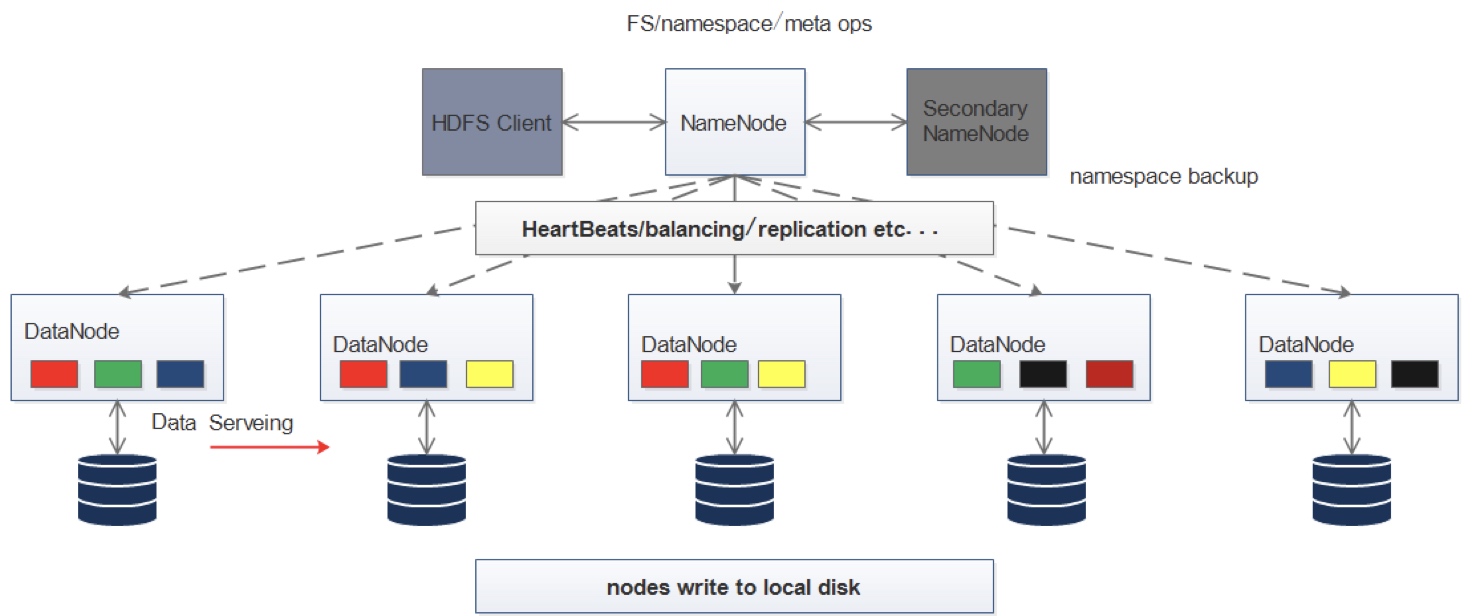 FS/namespace/meta ops
HDFS Client
NameNode
Secondary
NameNode
namespace backup
HeartBeats/balancing/replication etc···
DataNode
DataNode
DataNode
DataNode
DataNode
Data Serveing
nodes write to local disk